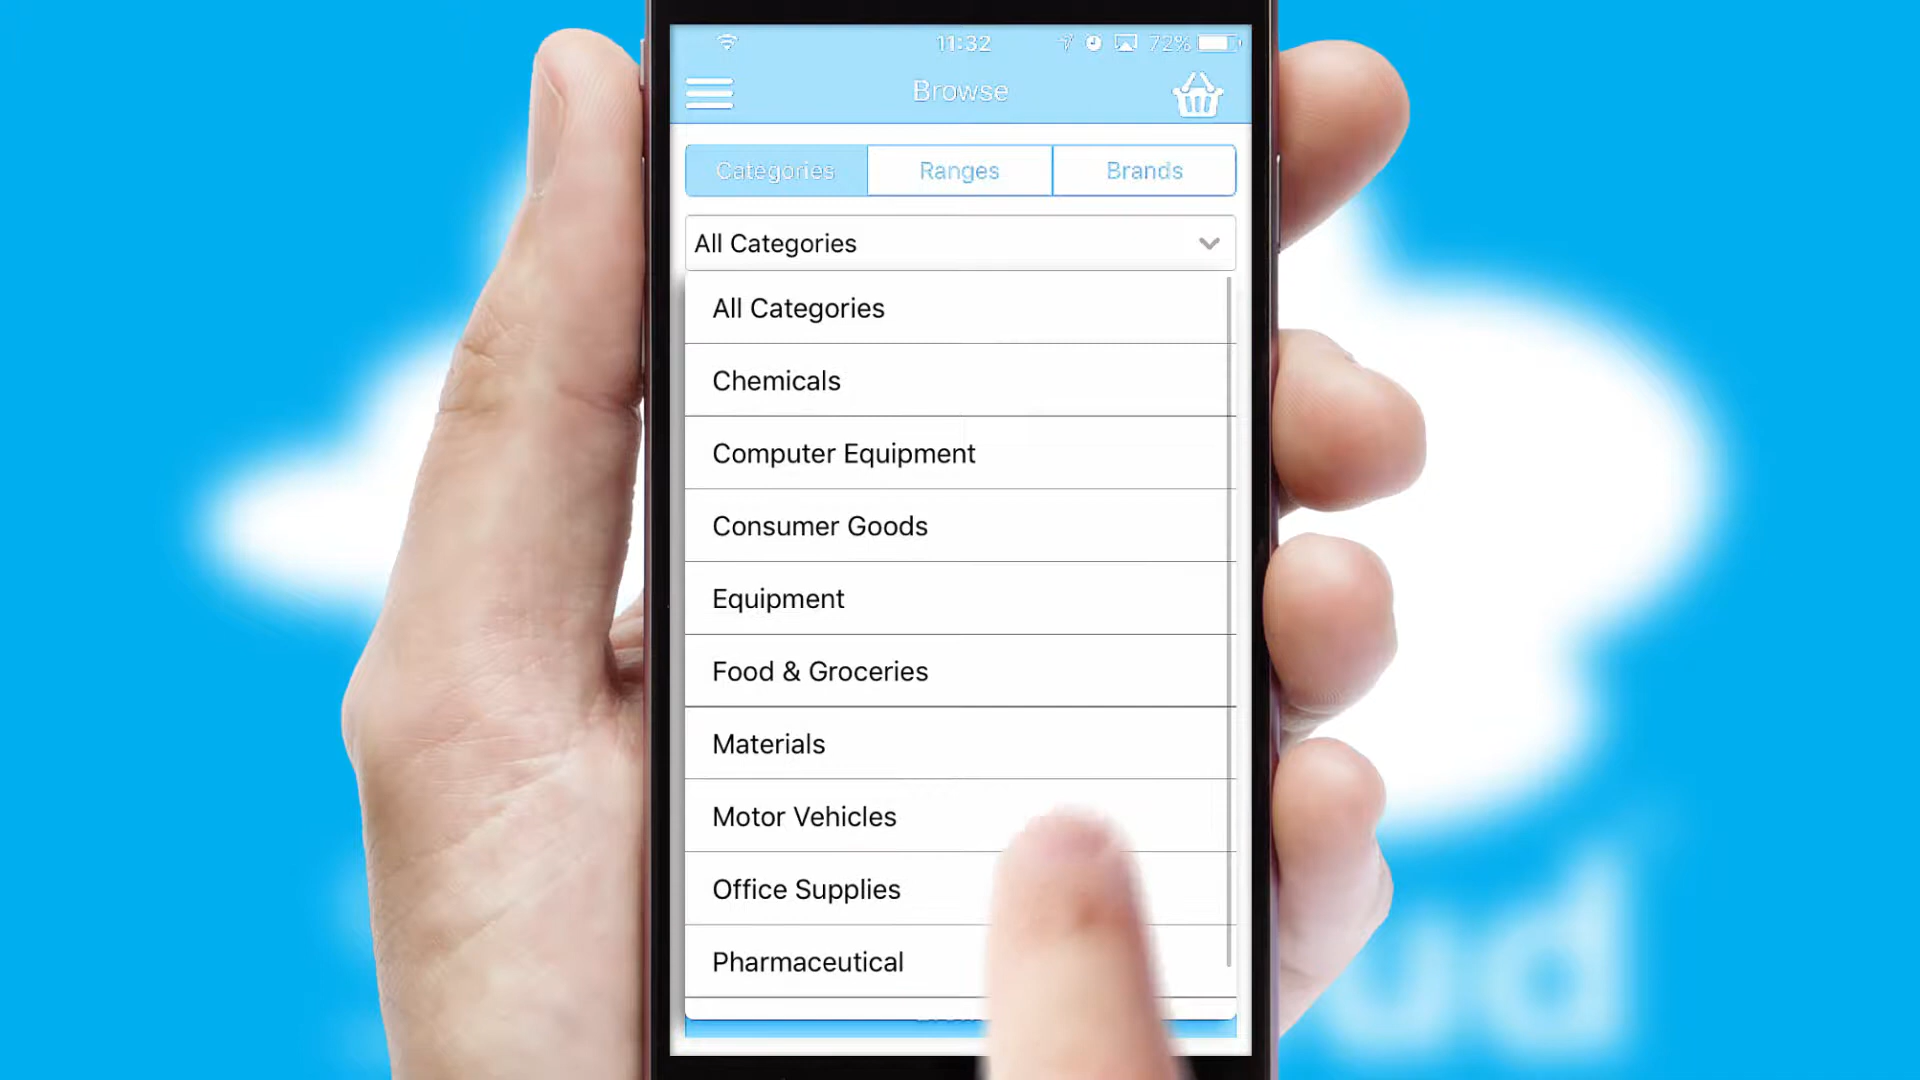 11:32
72%
Browse
Categories
Ranges
Brands
All Categories
All Categories
Chemicals
Computer Equipment
Consumer Goods
Equipment
Food & Groceries
Materials
Motor Vehicles
Office Supplies
Pharmaceutical